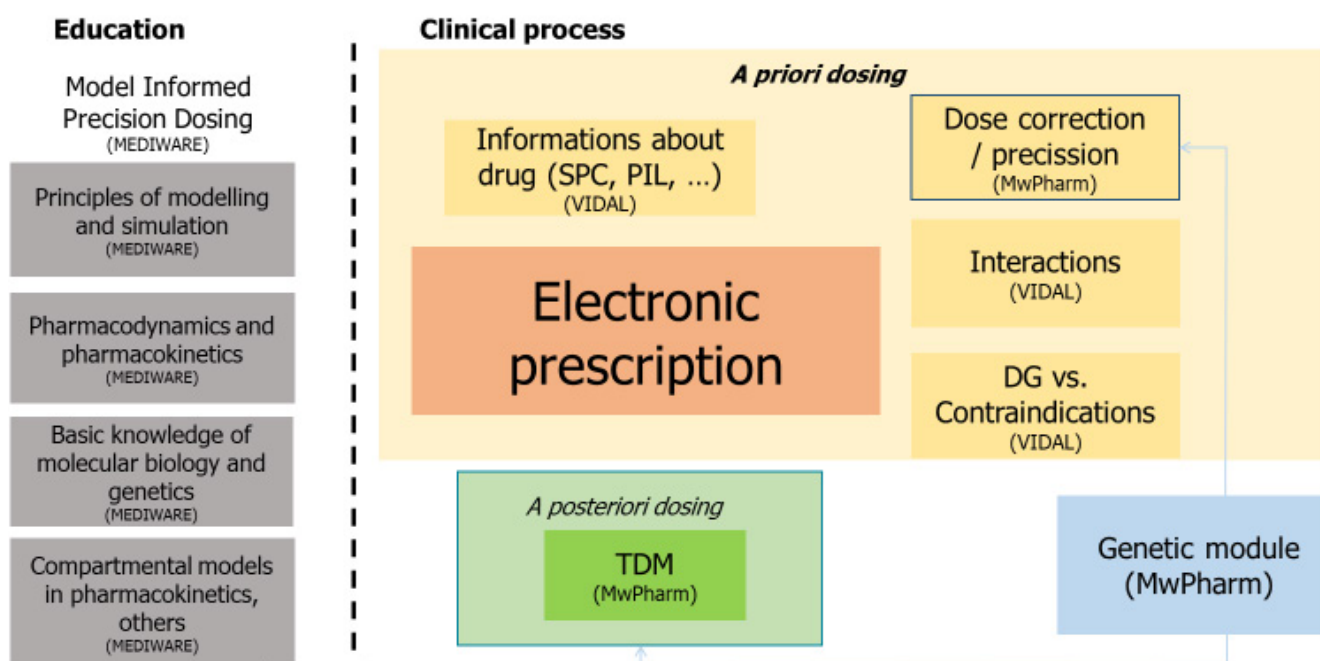 Education
Model Informed
Precision Dosing
(MEDIWARE)
Principles of modelling
and simulation
(MEDIWARE)
Pharmacodynamics and
pharmacokinetics
(MEDIWARE)
Basic knowledge of
molecular biology and
genetics
(MEDIWARE)
Compartmental models
in pharmacokinetics,
others
(MEDIWARE)
Clinical process
A priori dosing
Informations about
drug (SPC, PIL, ...)
(VIDAL)
Dose correction
/ precission
(MwPharm)
Electronic
prescription
Interactions
(VIDAL)
DG vs.
Contraindications
(VIDAL)
A posteriori dosing
TDM
(MwPharm)
Genetic module
(MwPharm)